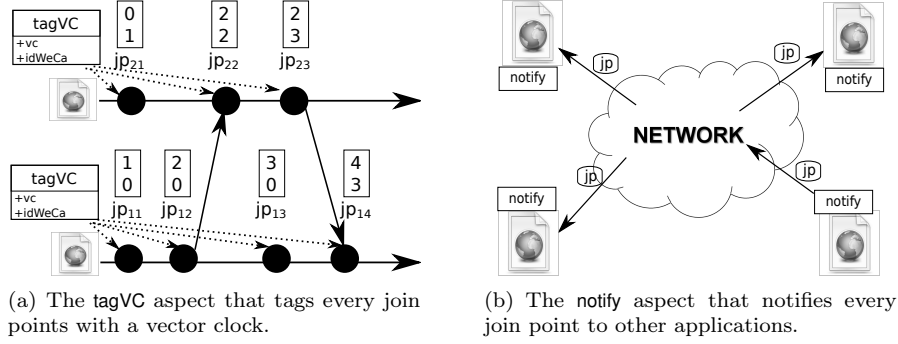 tagVC
+vc
+idWeCa
0
1
jp21
2
2
jp22
2
3
jp23
tagVC
+vc
+idWeCa
1
0
jp11
2
0
jp12
3
0
jp13
4
3
jp14
(a) The tagVC aspect that tags every join
points with a vector clock.
notify
jp
jp
notify
NETWORK
jp
jp
notify
notify
(b) The notify aspect that notifies every
join point to other applications.